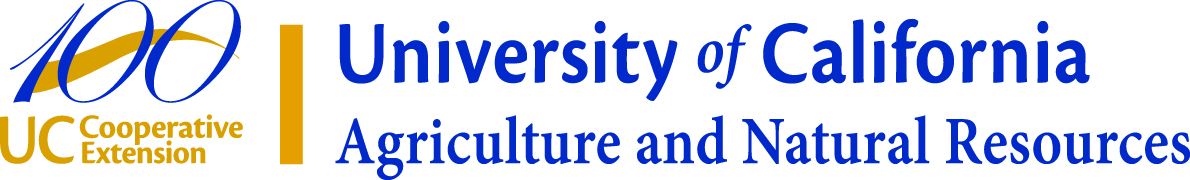 100
UC Cooperative
Extension
University of California
Agriculture and Natural Resources